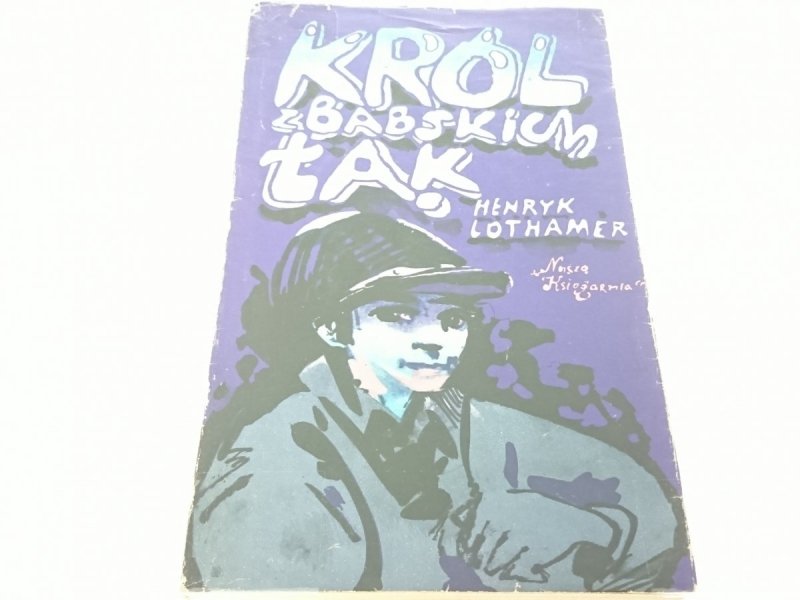 KRÓL
z BABSKICH
ŁĄK
HENRYK
LOTHAMER
„Nasza
Księgarnia”